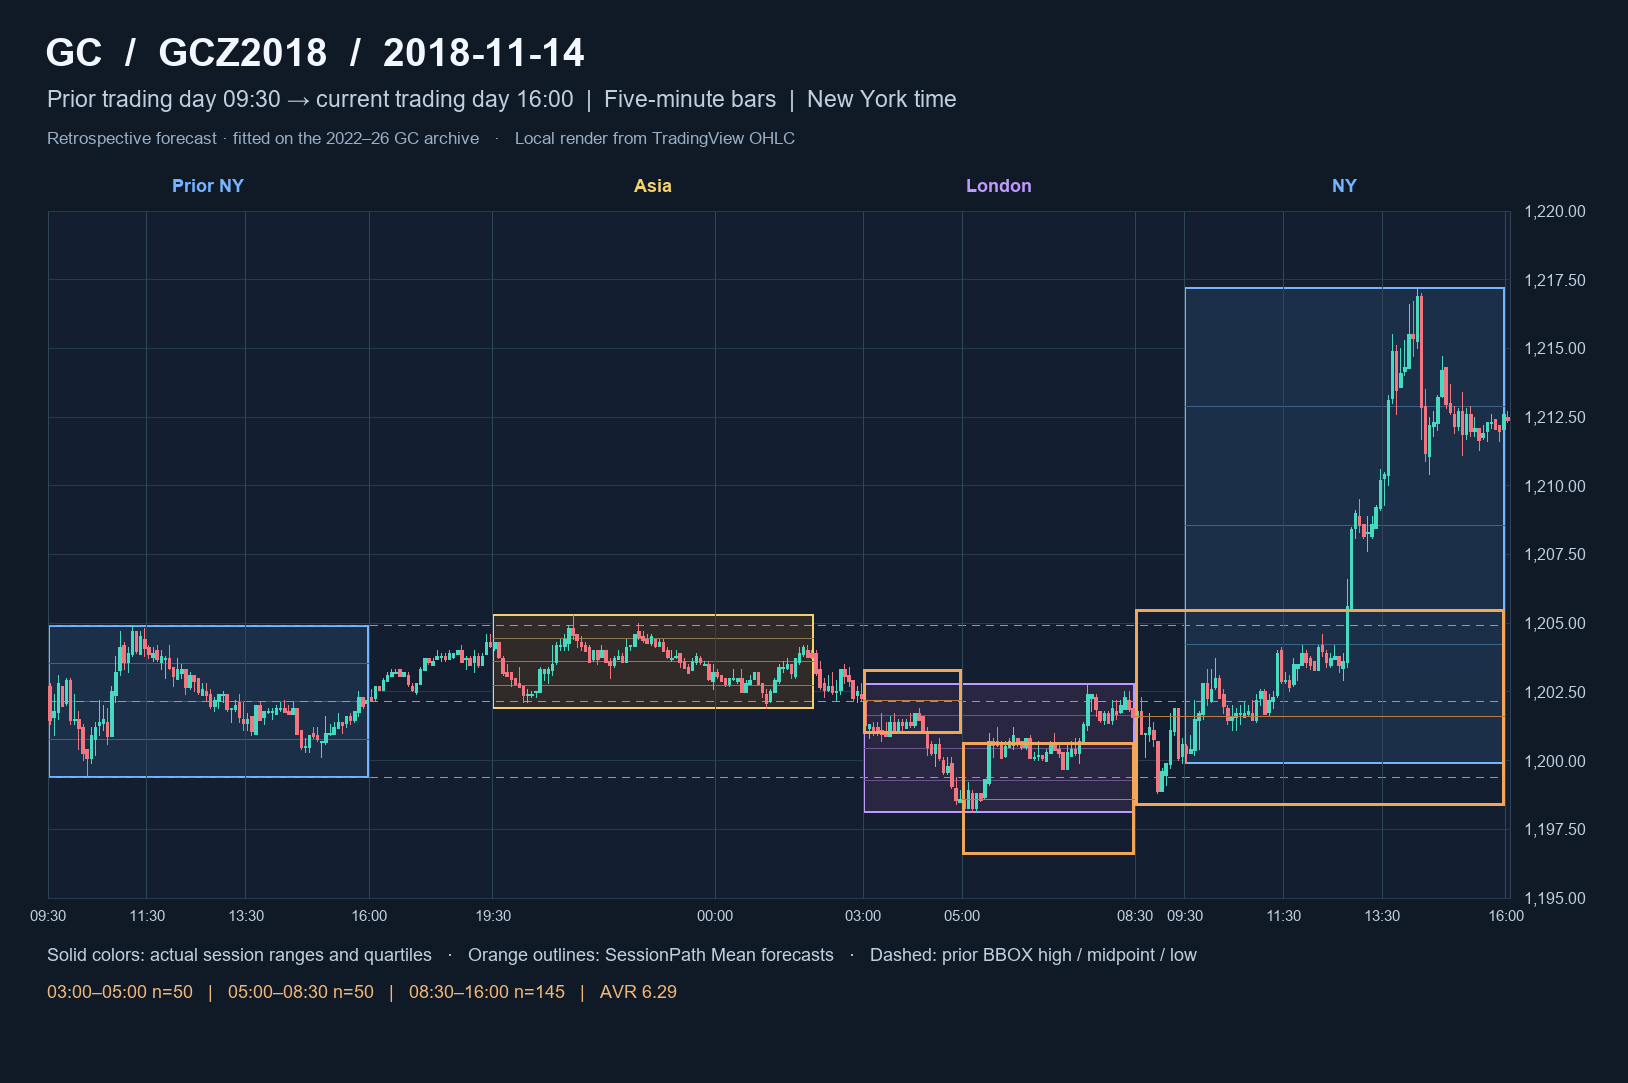 GC / GCZ2018 / 2018-11-14
Prior trading day 09:30 → current trading day 16:00 | Five-minute bars | New York time
Retrospective forecast · fitted on the 2022–26 GC archive · Local render from TradingView OHLC
Prior NY Asia London NY
1,220.00
1,217.50
1,215.00
1,212.50
1,210.00
1,207.50
1,205.00
1,202.50
1,200.00
1,197.50
1,195.00
09:30 11:30 13:30 16:00 19:30 00:00 03:00 05:00 08:30 09:30 11:30 13:30 16:00
Solid colors: actual session ranges and quartiles · Orange outlines: SessionPath Mean forecasts · Dashed: prior BBOX high / midpoint / low
03:00–05:00 n=50 | 05:00–08:30 n=50 | 08:30–16:00 n=145 | AVR 6.29